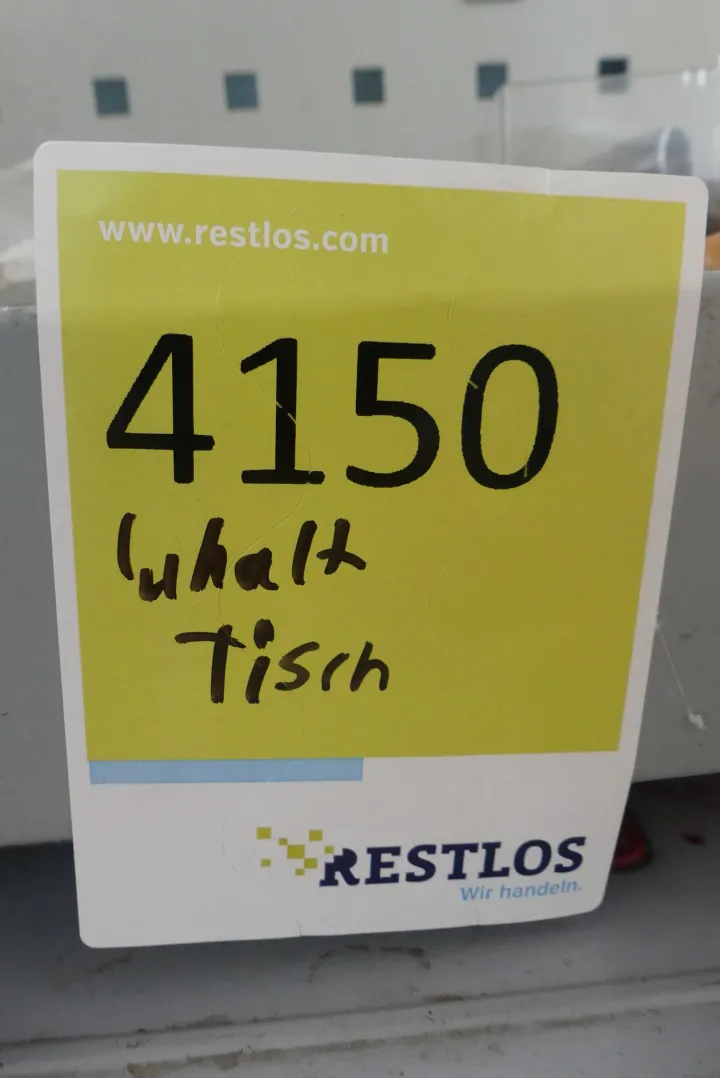 www.restlos.com
4150
Inhalt
Tisch
RESTLOS
Wir handeln.